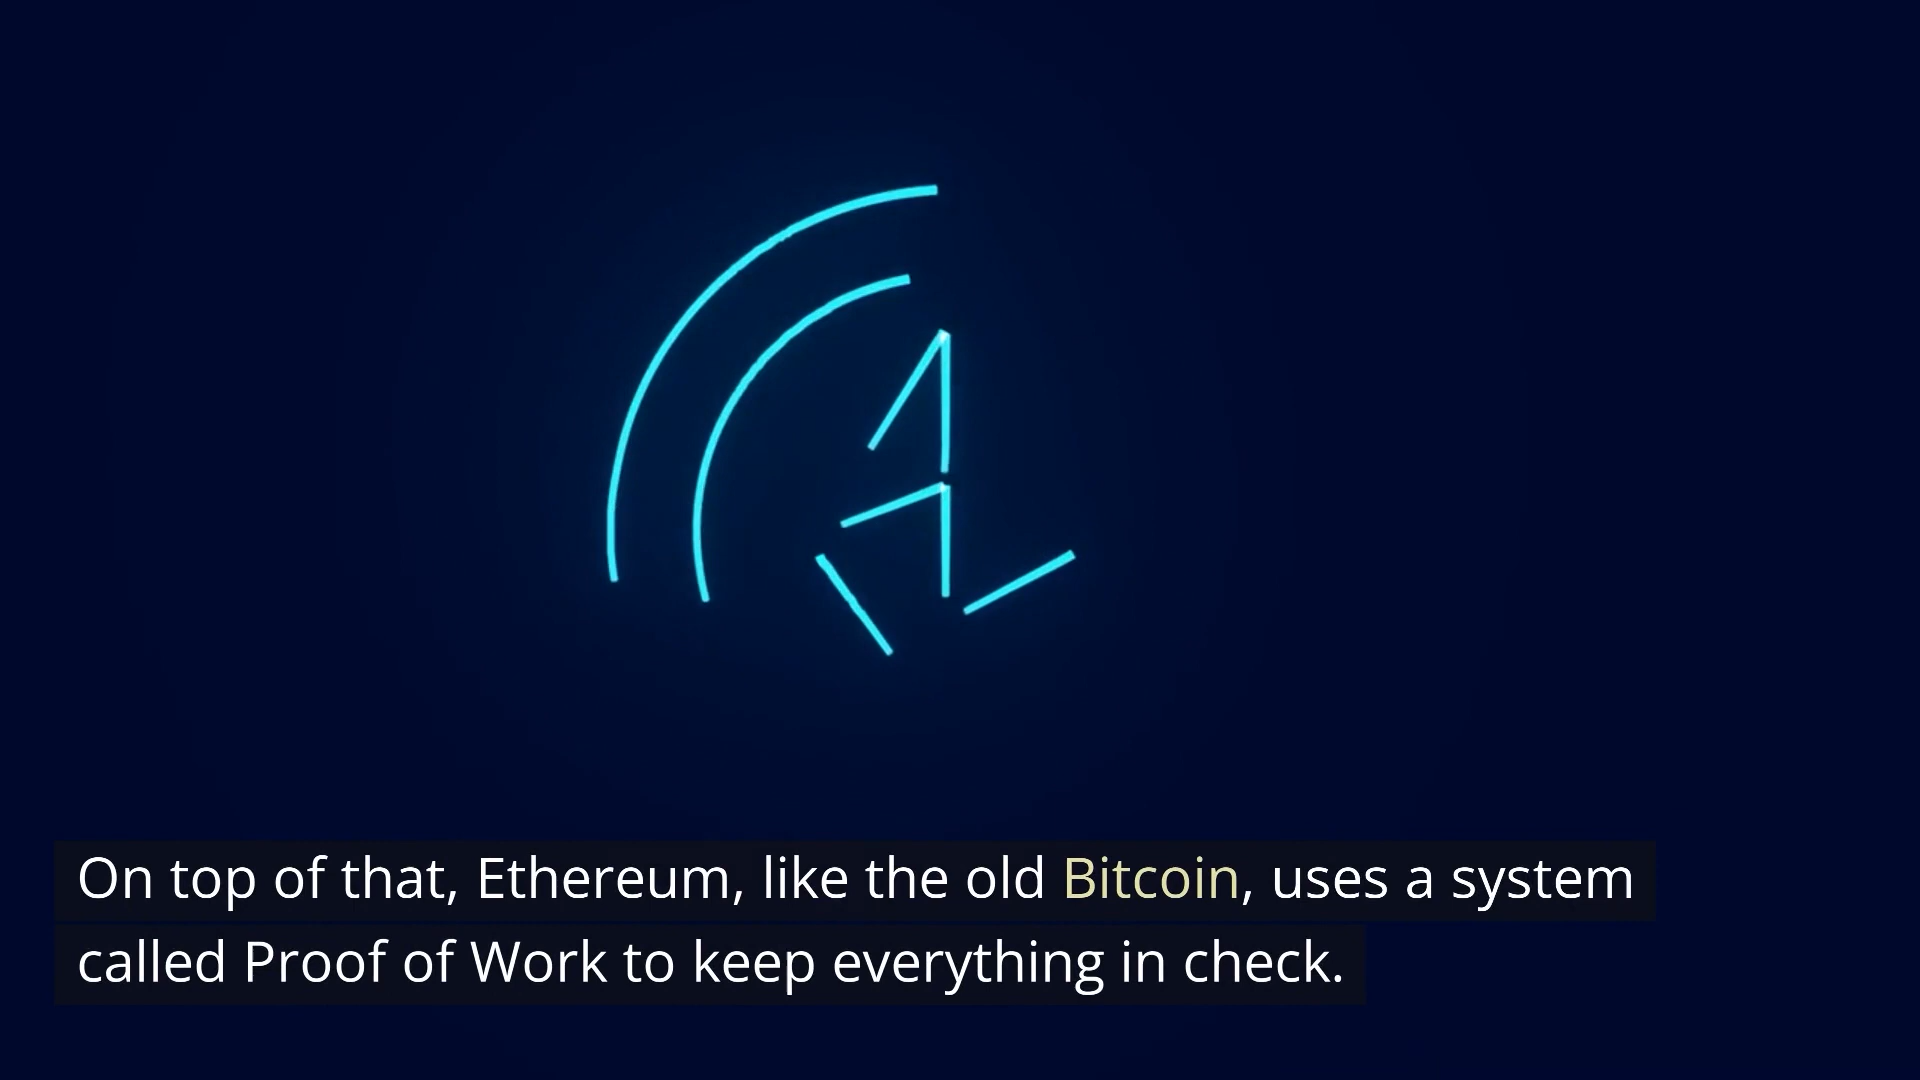 On top of that, Ethereum, like the old Bitcoin, uses a system
called Proof of Work to keep everything in check.